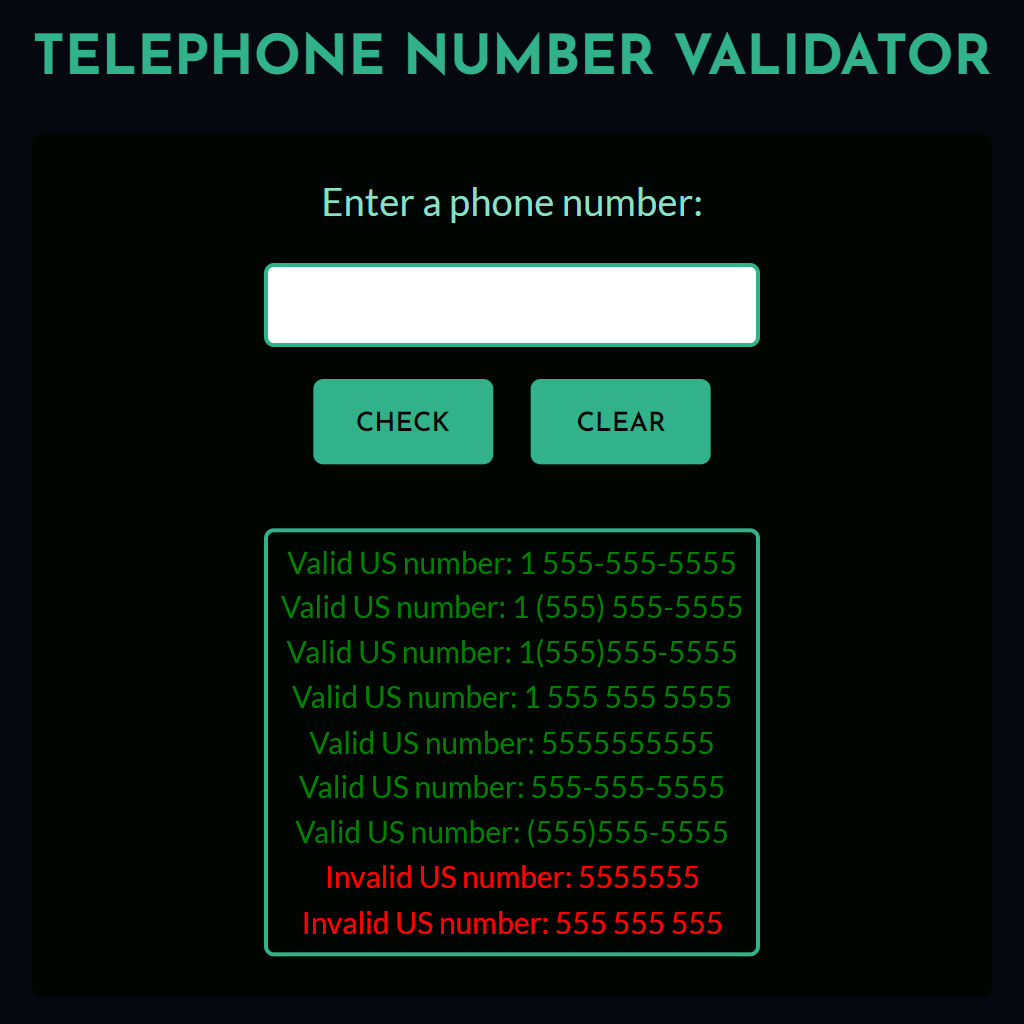 TELEPHONE NUMBER VALIDATOR
Enter a phone number:
CHECK
CLEAR
Valid US number: 1 555-555-5555
Valid US number: 1 (555) 555-5555
Valid US number: 1(555)555-5555
Valid US number: 1 555 555 5555
Valid US number: 5555555555
Valid US number: 555-555-5555
Valid US number: (555)555-5555
Invalid US number: 5555555
Invalid US number: 555 555 555